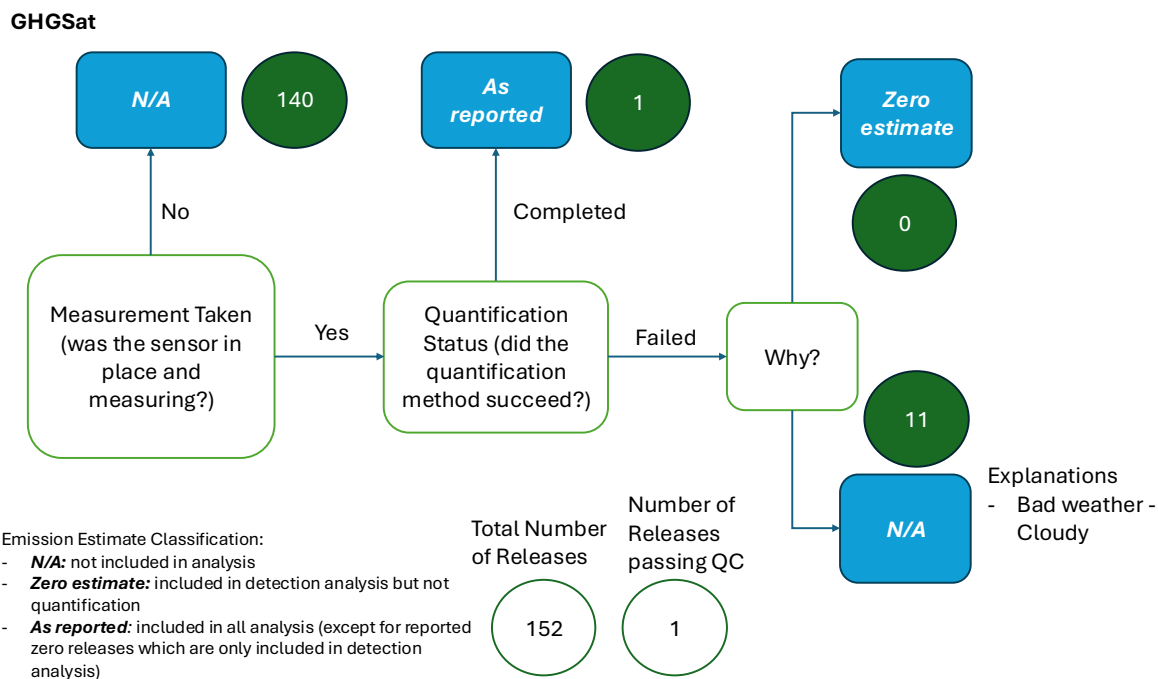 GHGSat
N/A
140
As
reported
1
Zero
estimate
0
No
Completed
Measurement Taken
(was the sensor in
place and
measuring?)
Yes
Quantification
Status (did the
quantification
method succeed?)
Failed
Why?
11
N/A
Explanations
- Bad weather -
Cloudy
Emission Estimate Classification:
- N/A: not included in analysis
- Zero estimate: included in detection analysis but not
quantification
- As reported: included in all analysis (except for reported
zero releases which are only included in detection
analysis)
Total Number
of Releases
152
Number of
Releases
passing QC
1